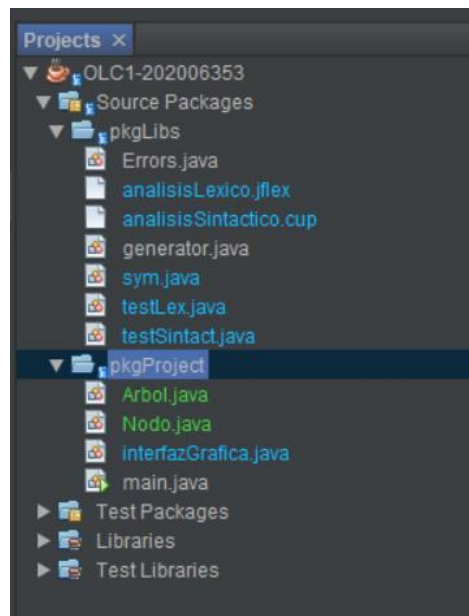 Projects ×
OLC1-202006353
Source Packages
pkgLibs
Errors.java
analisisLexico.jflex
analisisSintactico.cup
generator.java
sym.java
testLex.java
testSintact.java
pkgProject
Arbol.java
Nodo.java
interfazGrafica.java
main.java
Test Packages
Libraries
Test Libraries